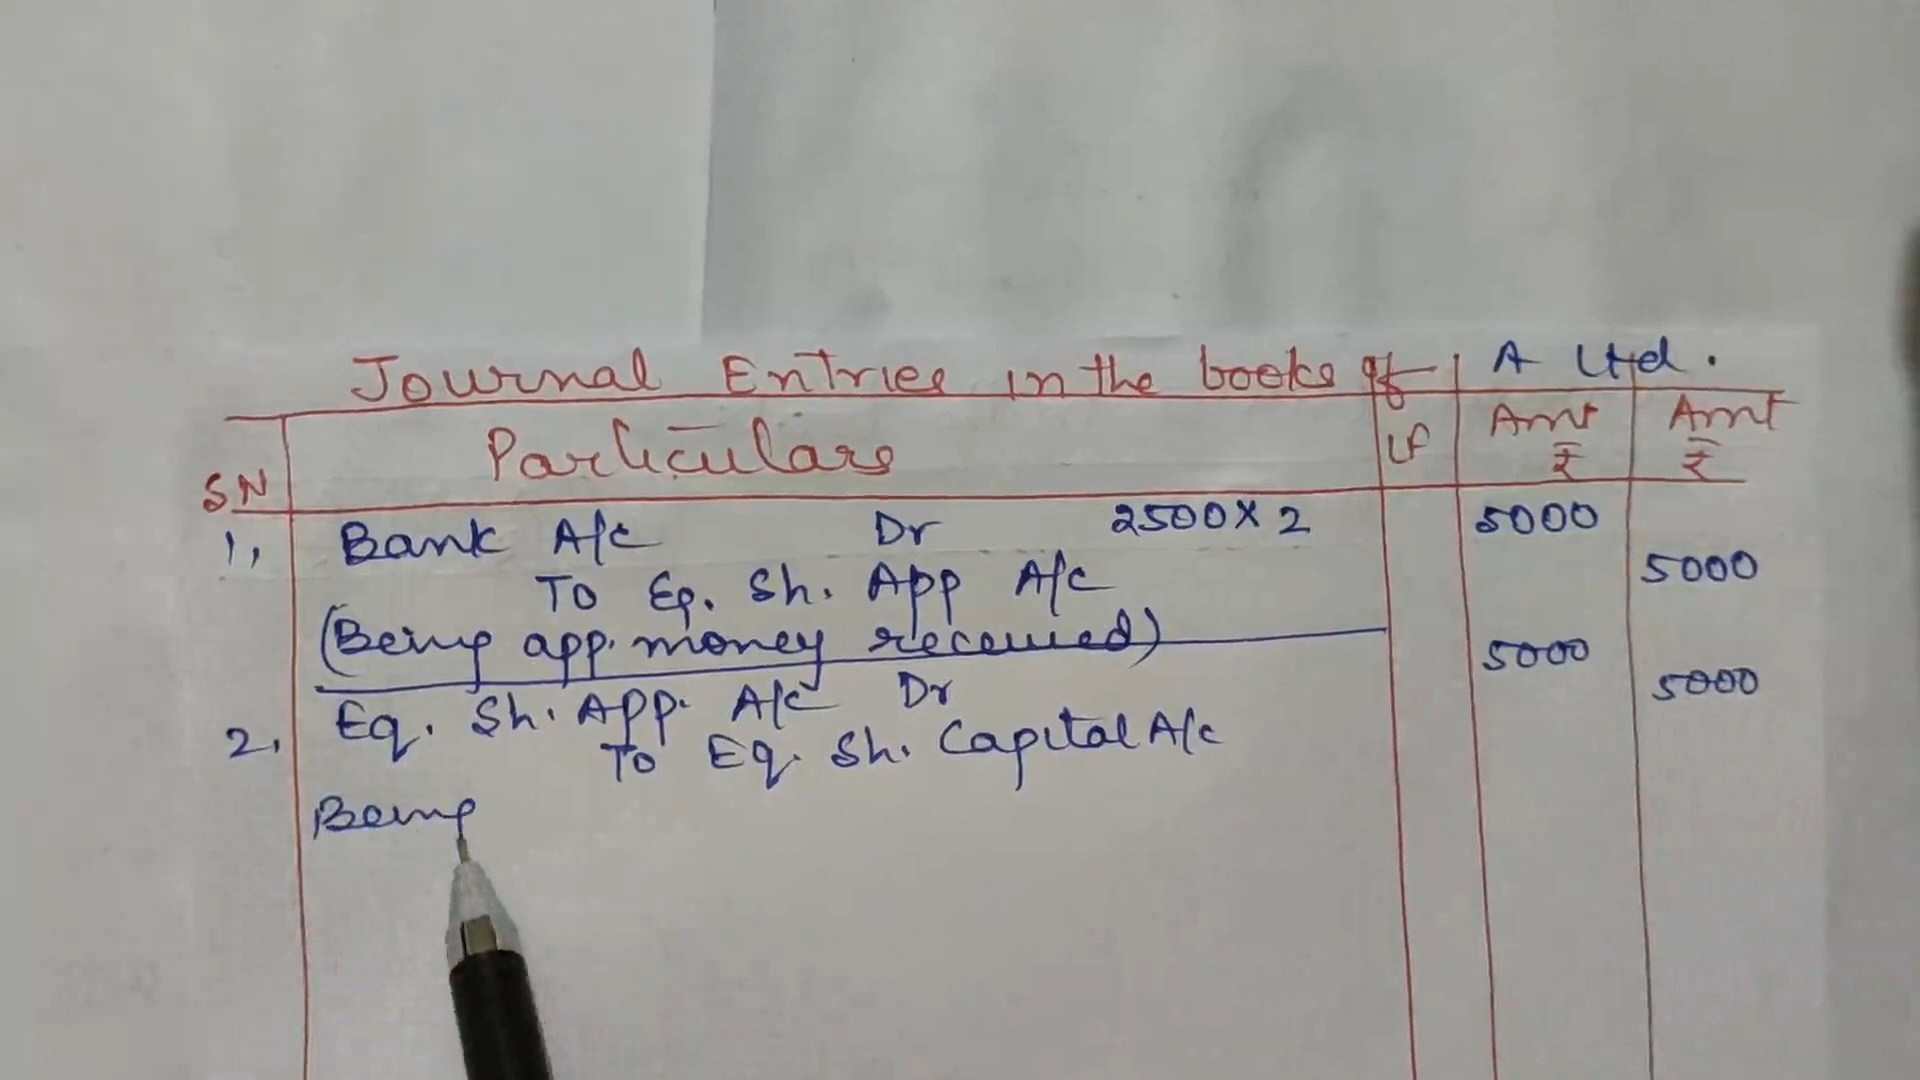 Journal Entries in the books of A Ltd.
SN Particulars LF Amt ₹ Amt ₹
1, Bank A/c Dr 2500 × 2 5000
To Eq. Sh. App A/c 5000
(Being app. money received)
2, Eq. Sh. App. A/c Dr 5000
To Eq. Sh. Capital A/c 5000
Being